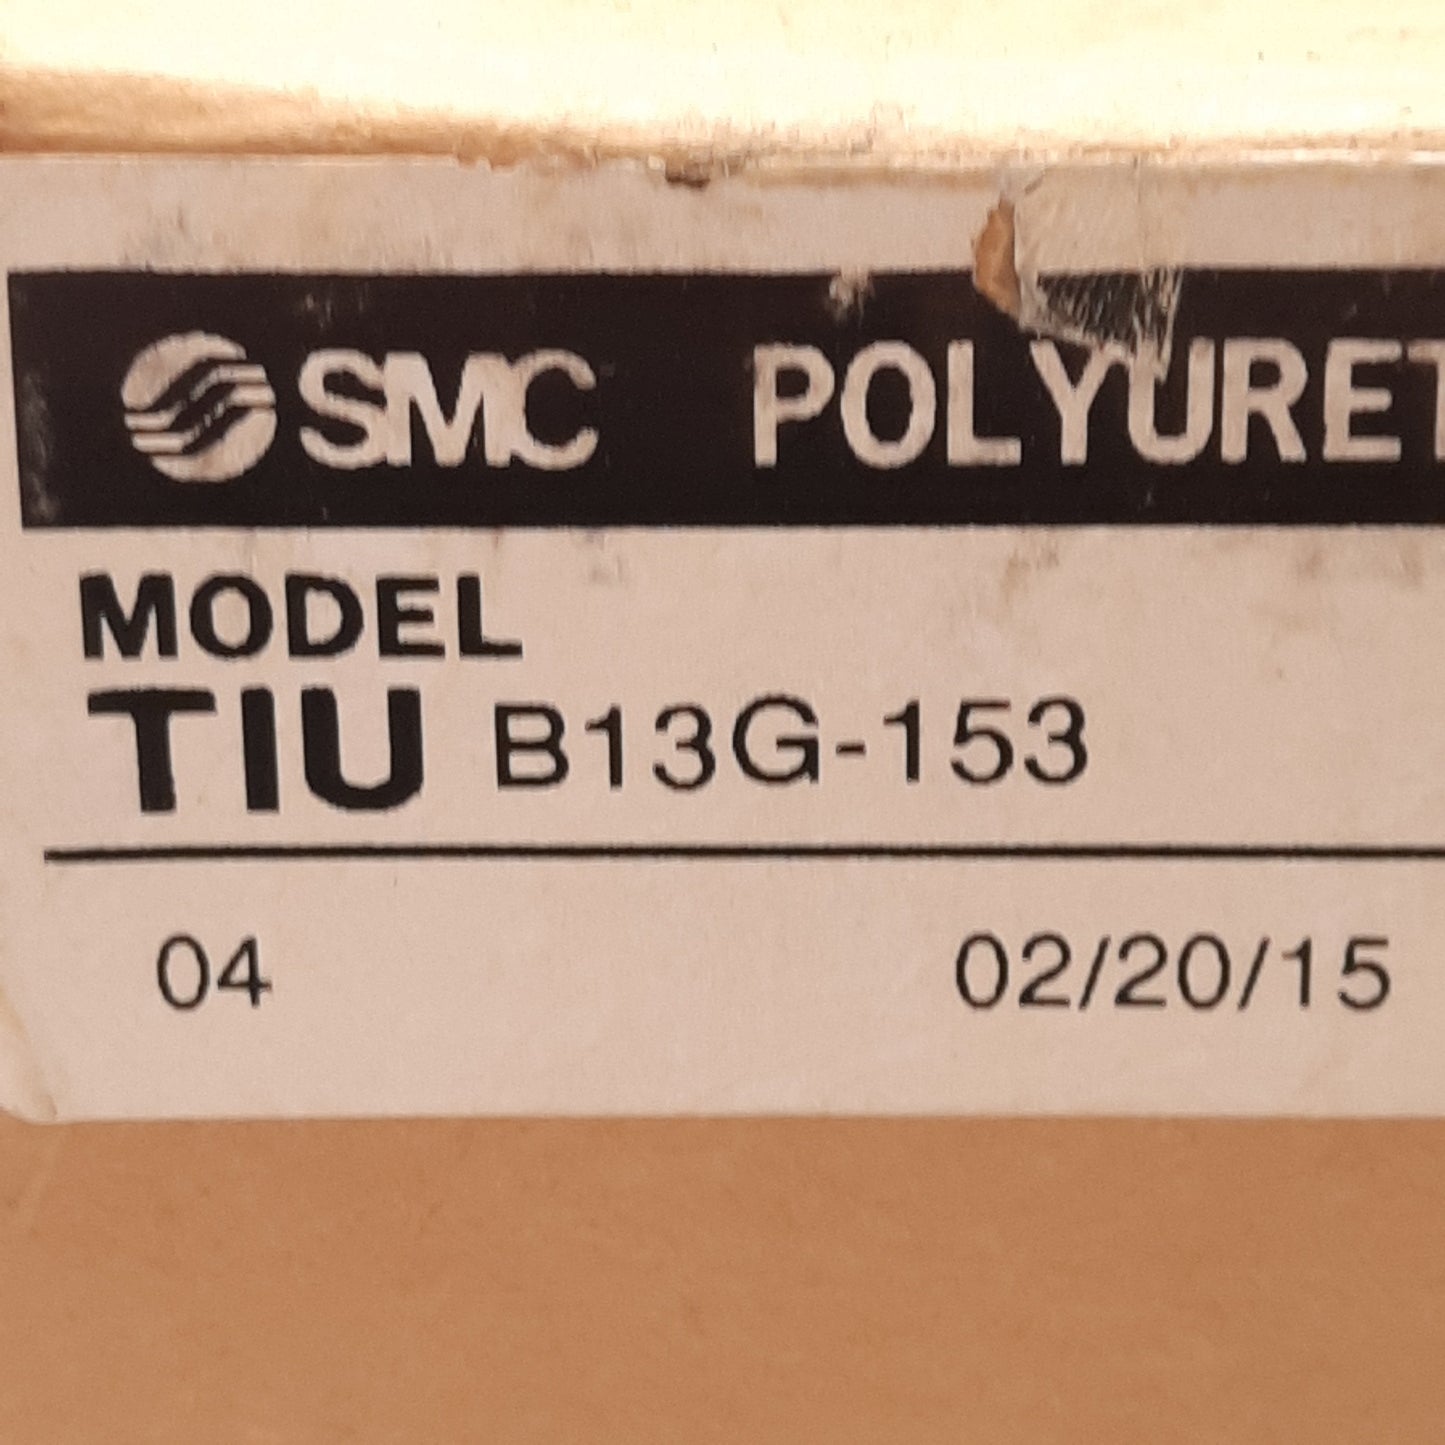 SMC POLYURET
MODEL
TIU B13G-153
04 02/20/15